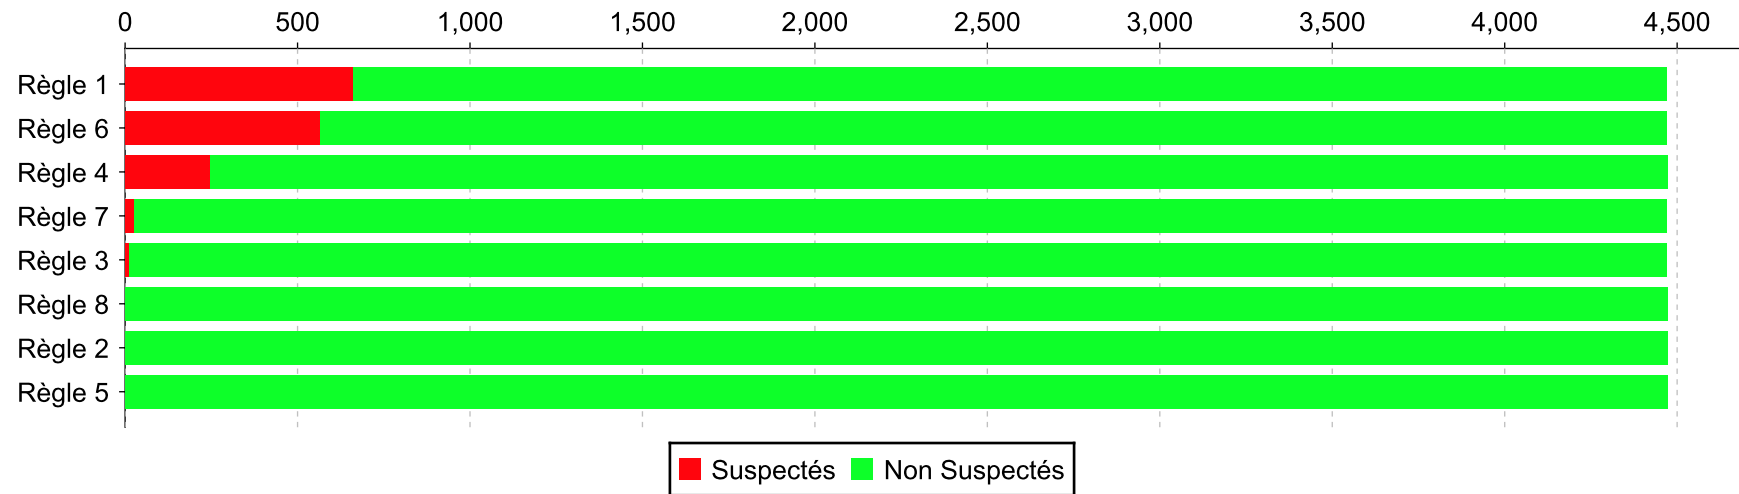 0 500 1,000 1,500 2,000 2,500 3,000 3,500 4,000 4,500
Règle 1
Règle 6
Règle 4
Règle 7
Règle 3
Règle 8
Règle 2
Règle 5
Suspectés Non Suspectés